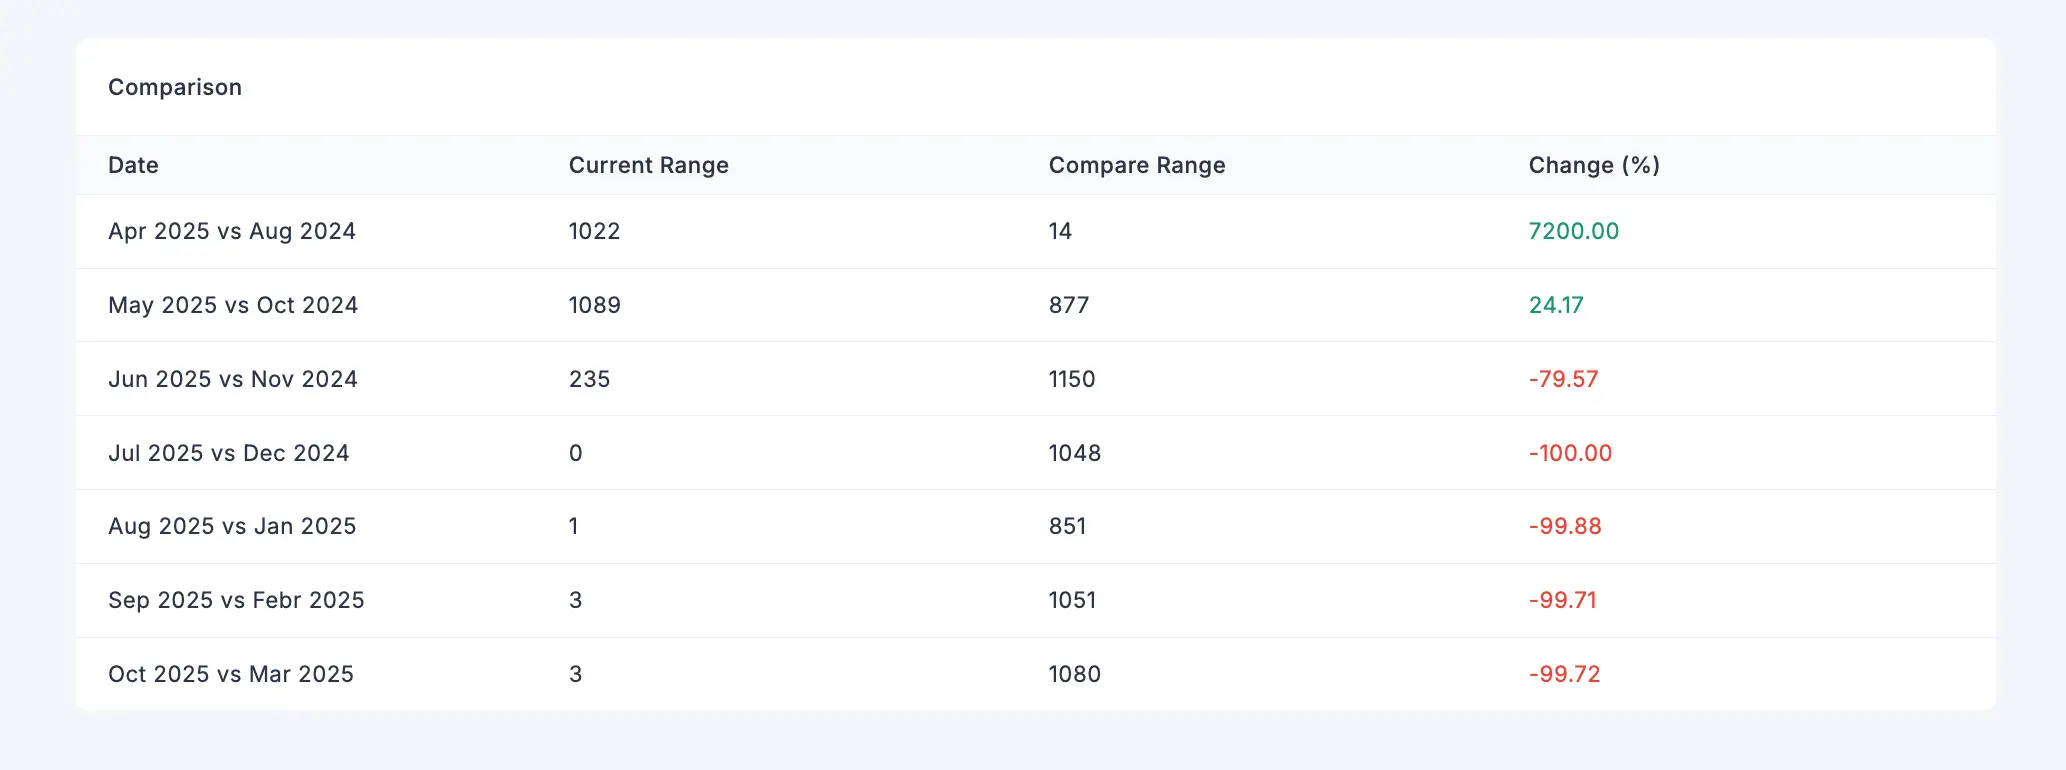 Comparison
Date Current Range Compare Range Change (%)
Apr 2025 vs Aug 2024 1022 14 7200.00
May 2025 vs Oct 2024 1089 877 24.17
Jun 2025 vs Nov 2024 235 1150 -79.57
Jul 2025 vs Dec 2024 0 1048 -100.00
Aug 2025 vs Jan 2025 1 851 -99.88
Sep 2025 vs Febr 2025 3 1051 -99.71
Oct 2025 vs Mar 2025 3 1080 -99.72